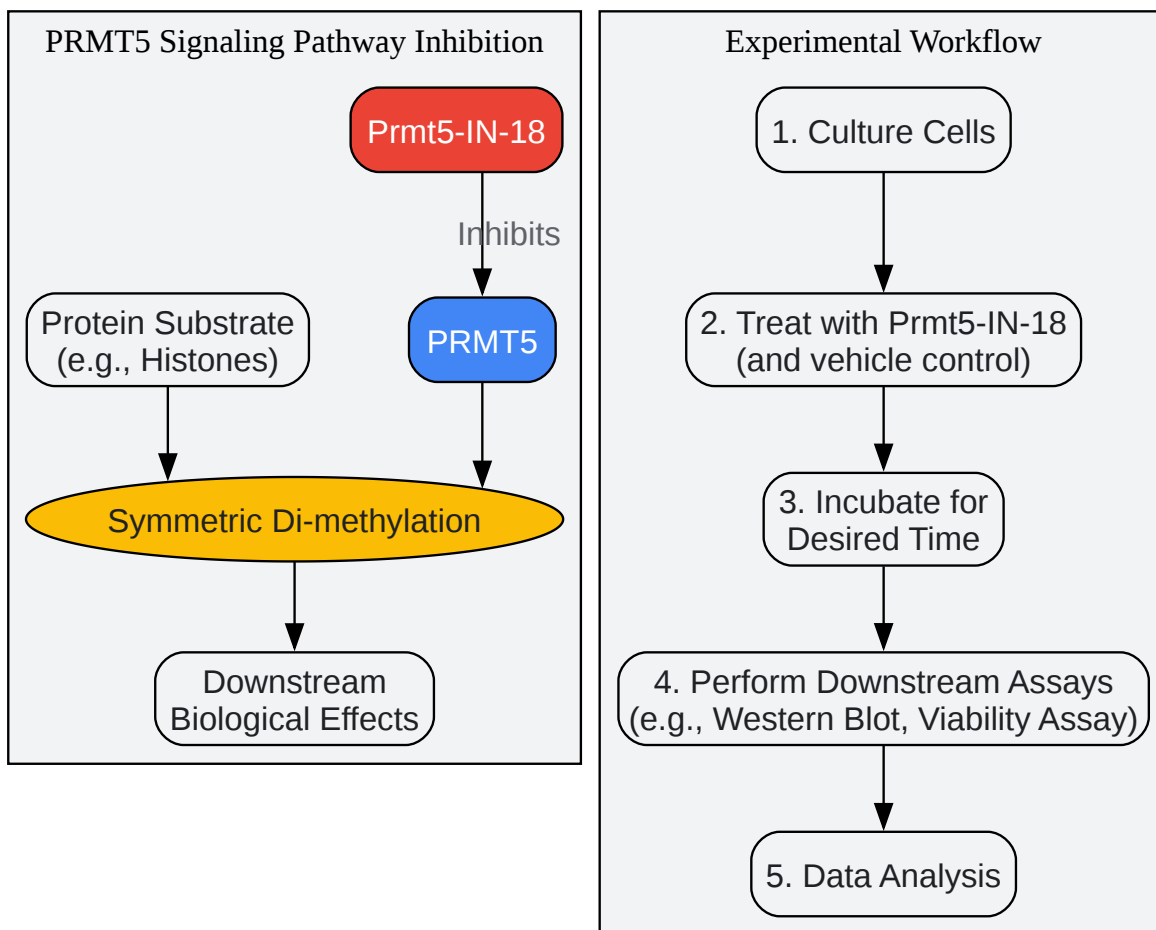 PRMT5 Signaling Pathway Inhibition
Prmt5-IN-18
Inhibits
Protein Substrate
(e.g., Histones)
PRMT5
Symmetric Di-methylation
Downstream
Biological Effects
Experimental Workflow
1. Culture Cells
2. Treat with Prmt5-IN-18
(and vehicle control)
3. Incubate for
Desired Time
4. Perform Downstream Assays
(e.g., Western Blot, Viability Assay)
5. Data Analysis